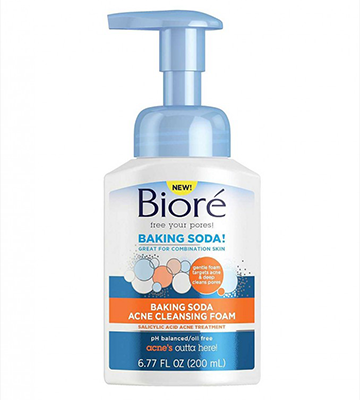 NEW!
Bioré
free your pores!
BAKING SODA!
GREAT FOR COMBINATION SKIN
gentle foam
targets acne
& deep
cleans pores
BAKING SODA
ACNE CLEANSING FOAM
SALICYLIC ACID ACNE TREATMENT
pH balanced/oil free
acne's outta here!
6.77 FL OZ (200 mL)